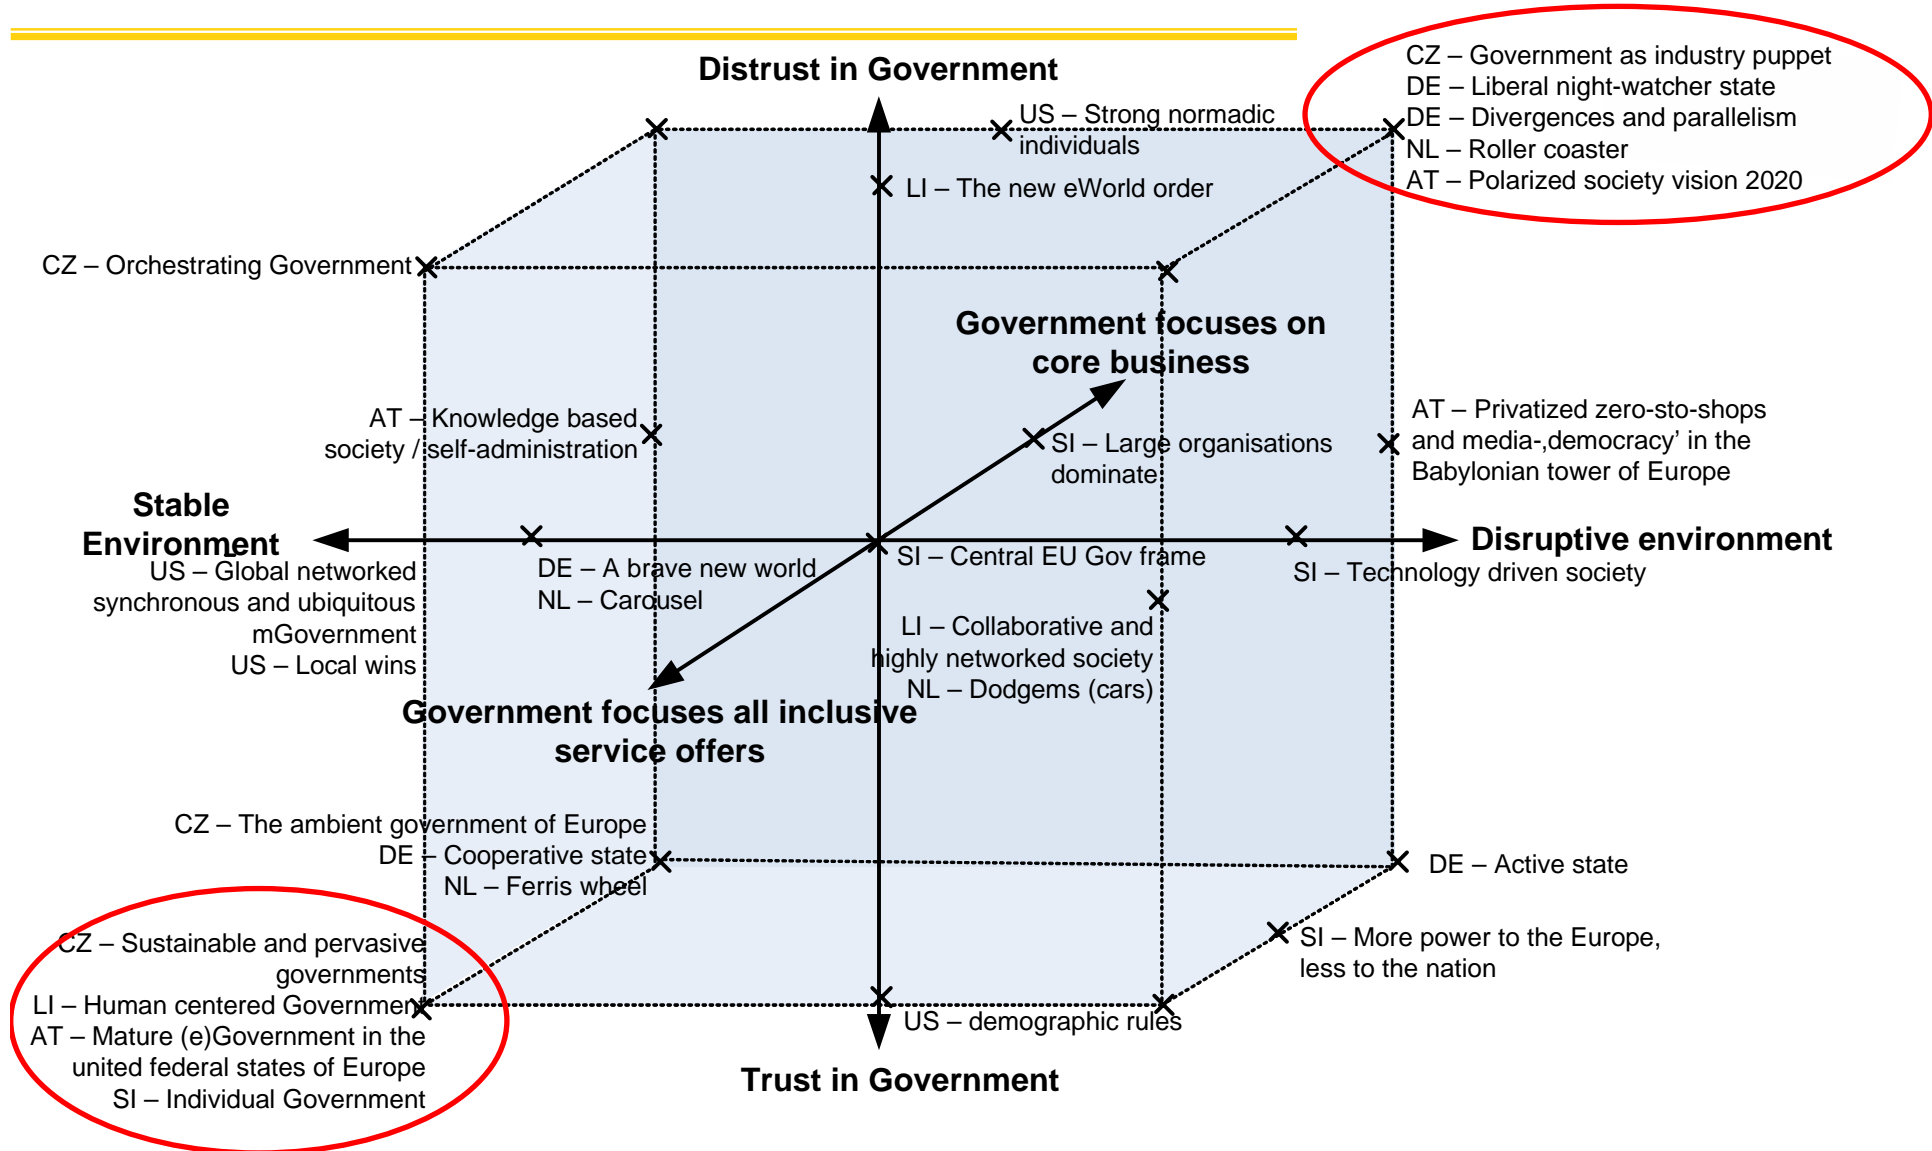 Distrust in Government
CZ – Government as industry puppet
DE – Liberal night-watcher state
DE – Divergences and parallelism
NL – Roller coaster
AT – Polarized society vision 2020
US – Strong normadic
individuals
LI – The new eWorld order
CZ – Orchestrating Government
Government focuses on
core business
AT – Knowledge based
society / self-administration
SI – Large organisations
dominate
AT – Privatized zero-sto-shops
and media-‚democracy’ in the
Babylonian tower of Europe
Stable
Environment
Disruptive environment
US – Global networked
synchronous and ubiquitous
mGovernment
US – Local wins
DE – A brave new world
NL – Carousel
SI – Central EU Gov frame
SI – Technology driven society
LI – Collaborative and
highly networked society
NL – Dodgems (cars)
Government focuses all inclusive
service offers
CZ – The ambient government of Europe
DE – Cooperative state
NL – Ferris wheel
DE – Active state
SI – More power to the Europe,
less to the nation
CZ – Sustainable and pervasive
governments
LI – Human centered Government
AT – Mature (e)Government in the
united federal states of Europe
SI – Individual Government
US – demographic rules
Trust in Government